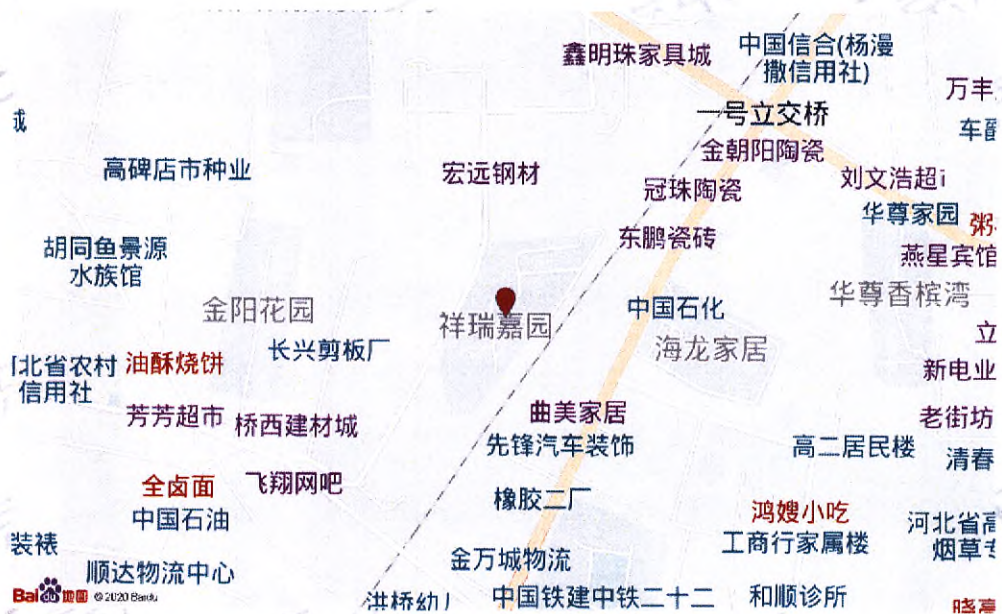 鑫明珠家具城
中国信合(杨漫
撒信用社)
万丰
一号立交桥
金朝阳陶瓷
高碑店市种业
宏远钢材
冠珠陶瓷
刘文浩超
华尊家园
东鹏瓷砖
燕星宾馆
胡同鱼景源
水族馆
华尊香槟湾
金阳花园
中国石化
祥瑞嘉园
立
长兴剪板厂
海龙家居
北省农村
信用社
油酥烧饼
新电业
芳芳超市
桥西建材城
曲美家居
老街坊
先锋汽车装饰
高二居民楼
清春
全卤面
飞翔网吧
橡胶二厂
中国石油
鸿嫂小吃
河北省高
烟草专
装裱
工商行家属楼
金万城物流
顺达物流中心
中国铁建中铁二十二
和顺诊所
洪桥幼
Bai du 地图 © 2020 Baidu